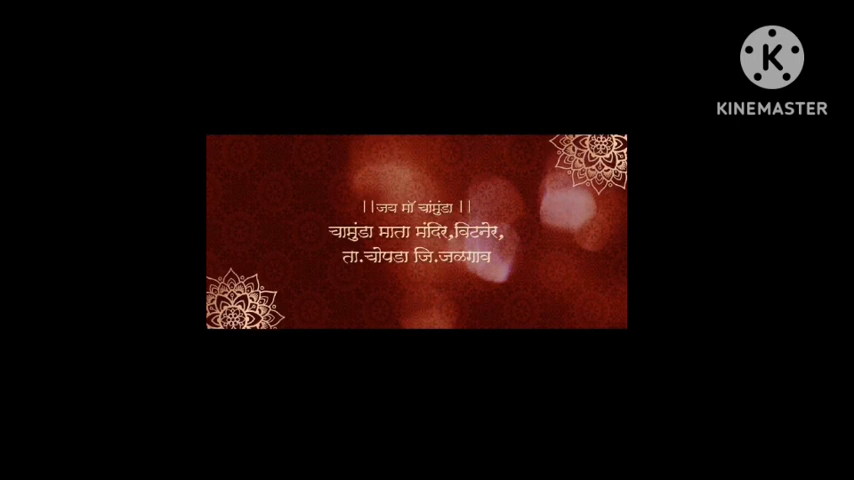 KINEMASTER
||जय माँ चांमुंडा ||
चामुंडा माता मंदिर,विटनेर,
ता.चोपडा जि.जळगाव